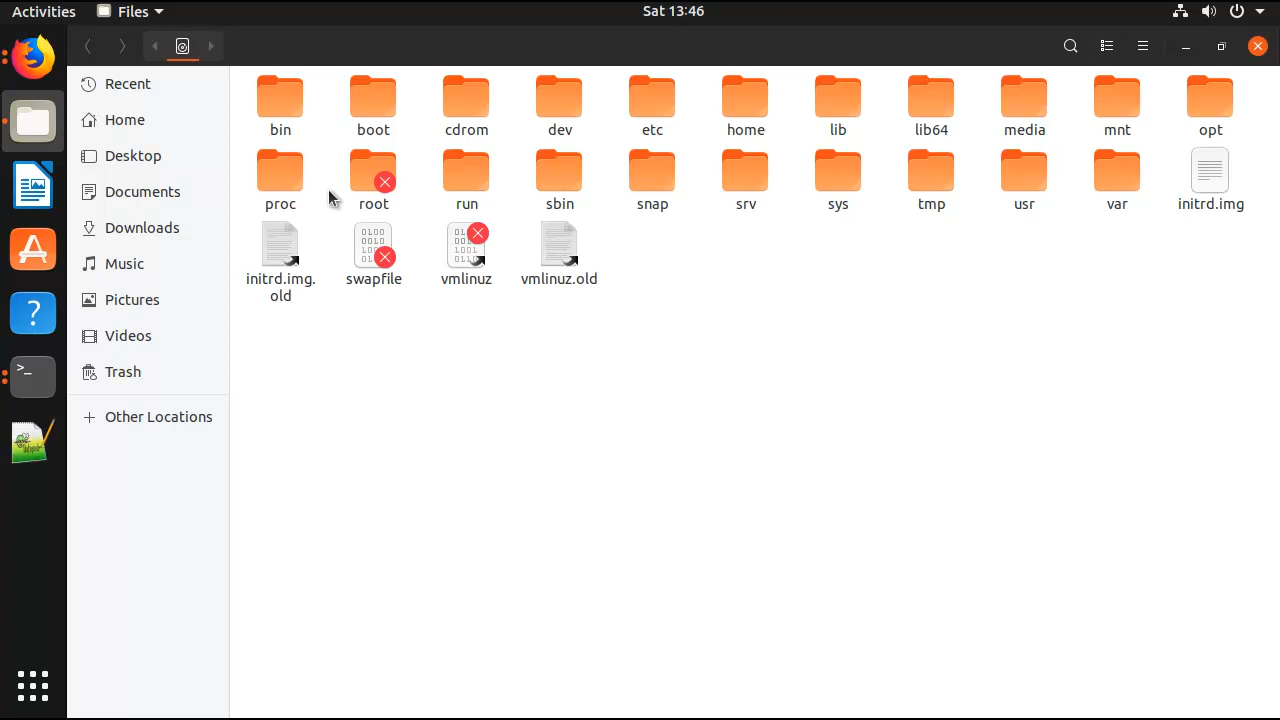 Activities Files Sat 13:46
Recent
Home
Desktop
Documents
Downloads
Music
Pictures
Videos
Trash
Other Locations
bin boot cdrom dev etc home lib lib64 media mnt opt
proc root run sbin snap srv sys tmp usr var initrd.img
initrd.img. swapfile vmlinuz vmlinuz.old
old